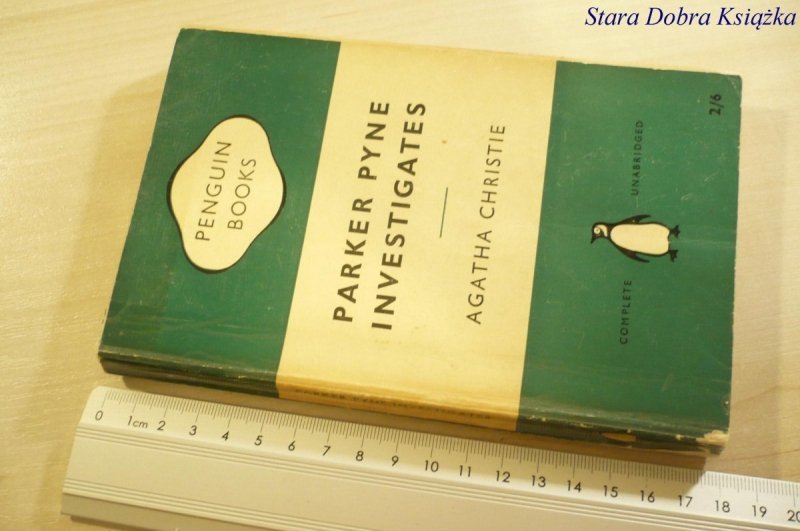 Stara Dobra Książka
PENGUIN
BOOKS
PARKER PYNE
INVESTIGATES
AGATHA CHRISTIE
COMPLETE
UNABRIDGED
2/6
0 1cm 2 3 4 5 6 7 8 9 10 11 12 13 14 15 16 17 18 19 20